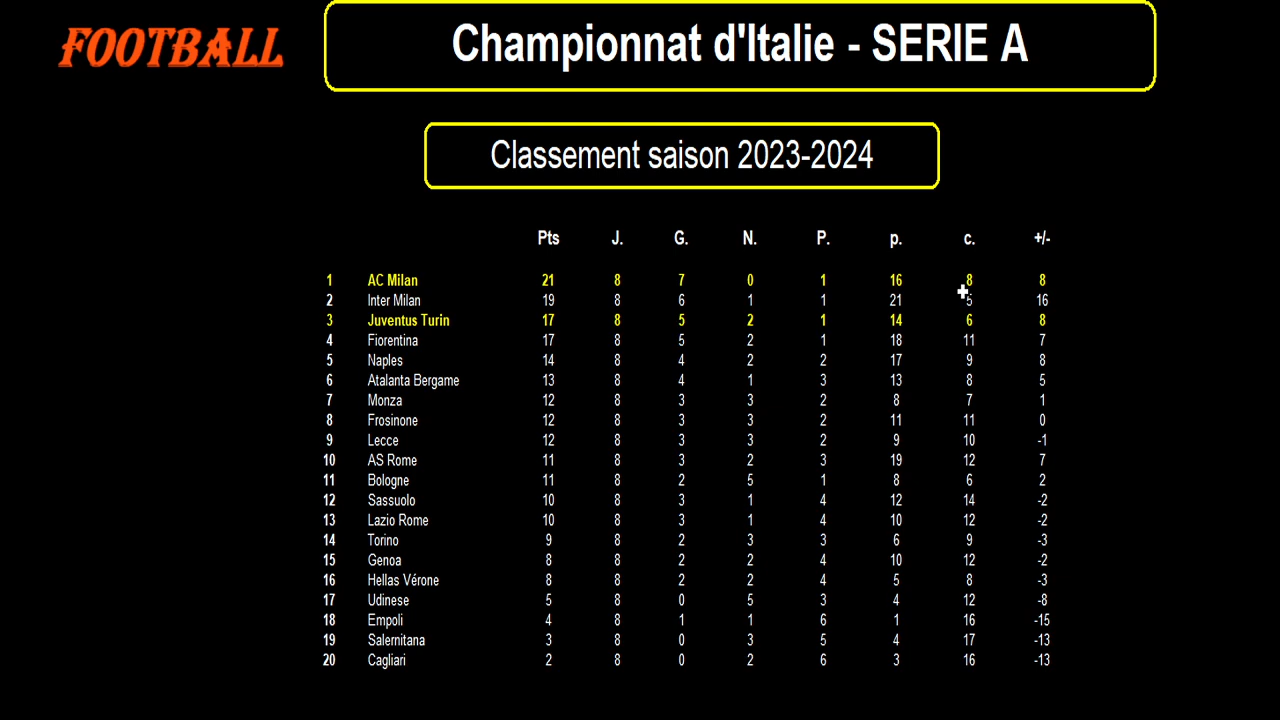 FOOTBALL
Championnat d'Italie - SERIE A
Classement saison 2023-2024
Pts J. G. N. P. p. c. +/-
1 AC Milan 21 8 7 0 1 16 8 8
2 Inter Milan 19 8 6 1 1 21 5 16
3 Juventus Turin 17 8 5 2 1 14 6 8
4 Fiorentina 17 8 5 2 1 18 11 7
5 Naples 14 8 4 2 2 17 9 8
6 Atalanta Bergame 13 8 4 1 3 13 8 5
7 Monza 12 8 3 3 2 8 7 1
8 Frosinone 12 8 3 3 2 11 11 0
9 Lecce 12 8 3 3 2 9 10 -1
10 AS Rome 11 8 3 2 3 19 12 7
11 Bologne 11 8 2 5 1 8 6 2
12 Sassuolo 10 8 3 1 4 12 14 -2
13 Lazio Rome 10 8 3 1 4 10 12 -2
14 Torino 9 8 2 3 3 6 9 -3
15 Genoa 8 8 2 2 4 10 12 -2
16 Hellas Vérone 8 8 2 2 4 5 8 -3
17 Udinese 5 8 0 5 3 4 12 -8
18 Empoli 4 8 1 1 6 1 16 -15
19 Salernitana 3 8 0 3 5 4 17 -13
20 Cagliari 2 8 0 2 6 3 16 -13